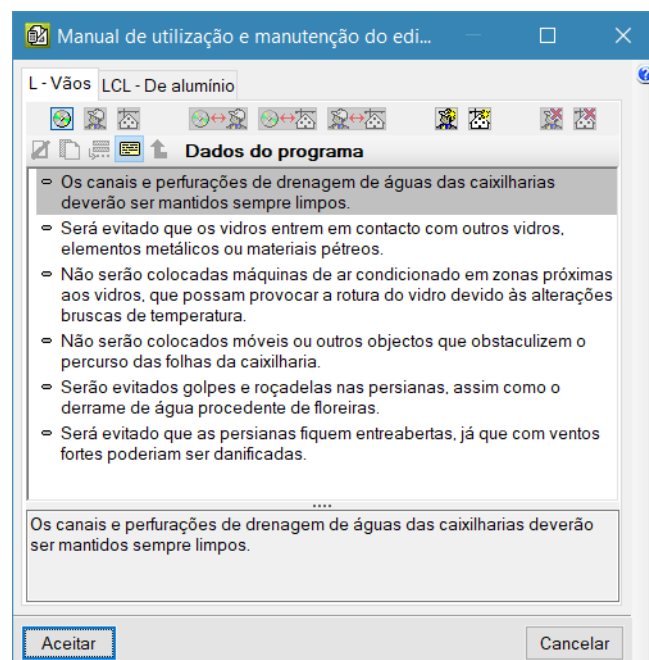 Manual de utilização e manutenção do edi...
L - Vãos
LCL - De alumínio
Dados do programa
Os canais e perfurações de drenagem de águas das caixilharias
deverão ser mantidos sempre limpos.
Será evitado que os vidros entrem em contacto com outros vidros,
elementos metálicos ou materiais pétreos.
Não serão colocadas máquinas de ar condicionado em zonas próximas
aos vidros, que possam provocar a rotura do vidro devido às alterações
bruscas de temperatura.
Não serão colocados móveis ou outros objectos que obstaculizem o
percurso das folhas da caixilharia.
Serão evitados golpes e roçadelas nas persianas, assim como o
derrame de água procedente de floreiras.
Será evitado que as persianas fiquem entreabertas, já que com ventos
fortes poderiam ser danificadas.
Os canais e perfurações de drenagem de águas das caixilharias deverão
ser mantidos sempre limpos.
Aceitar
Cancelar